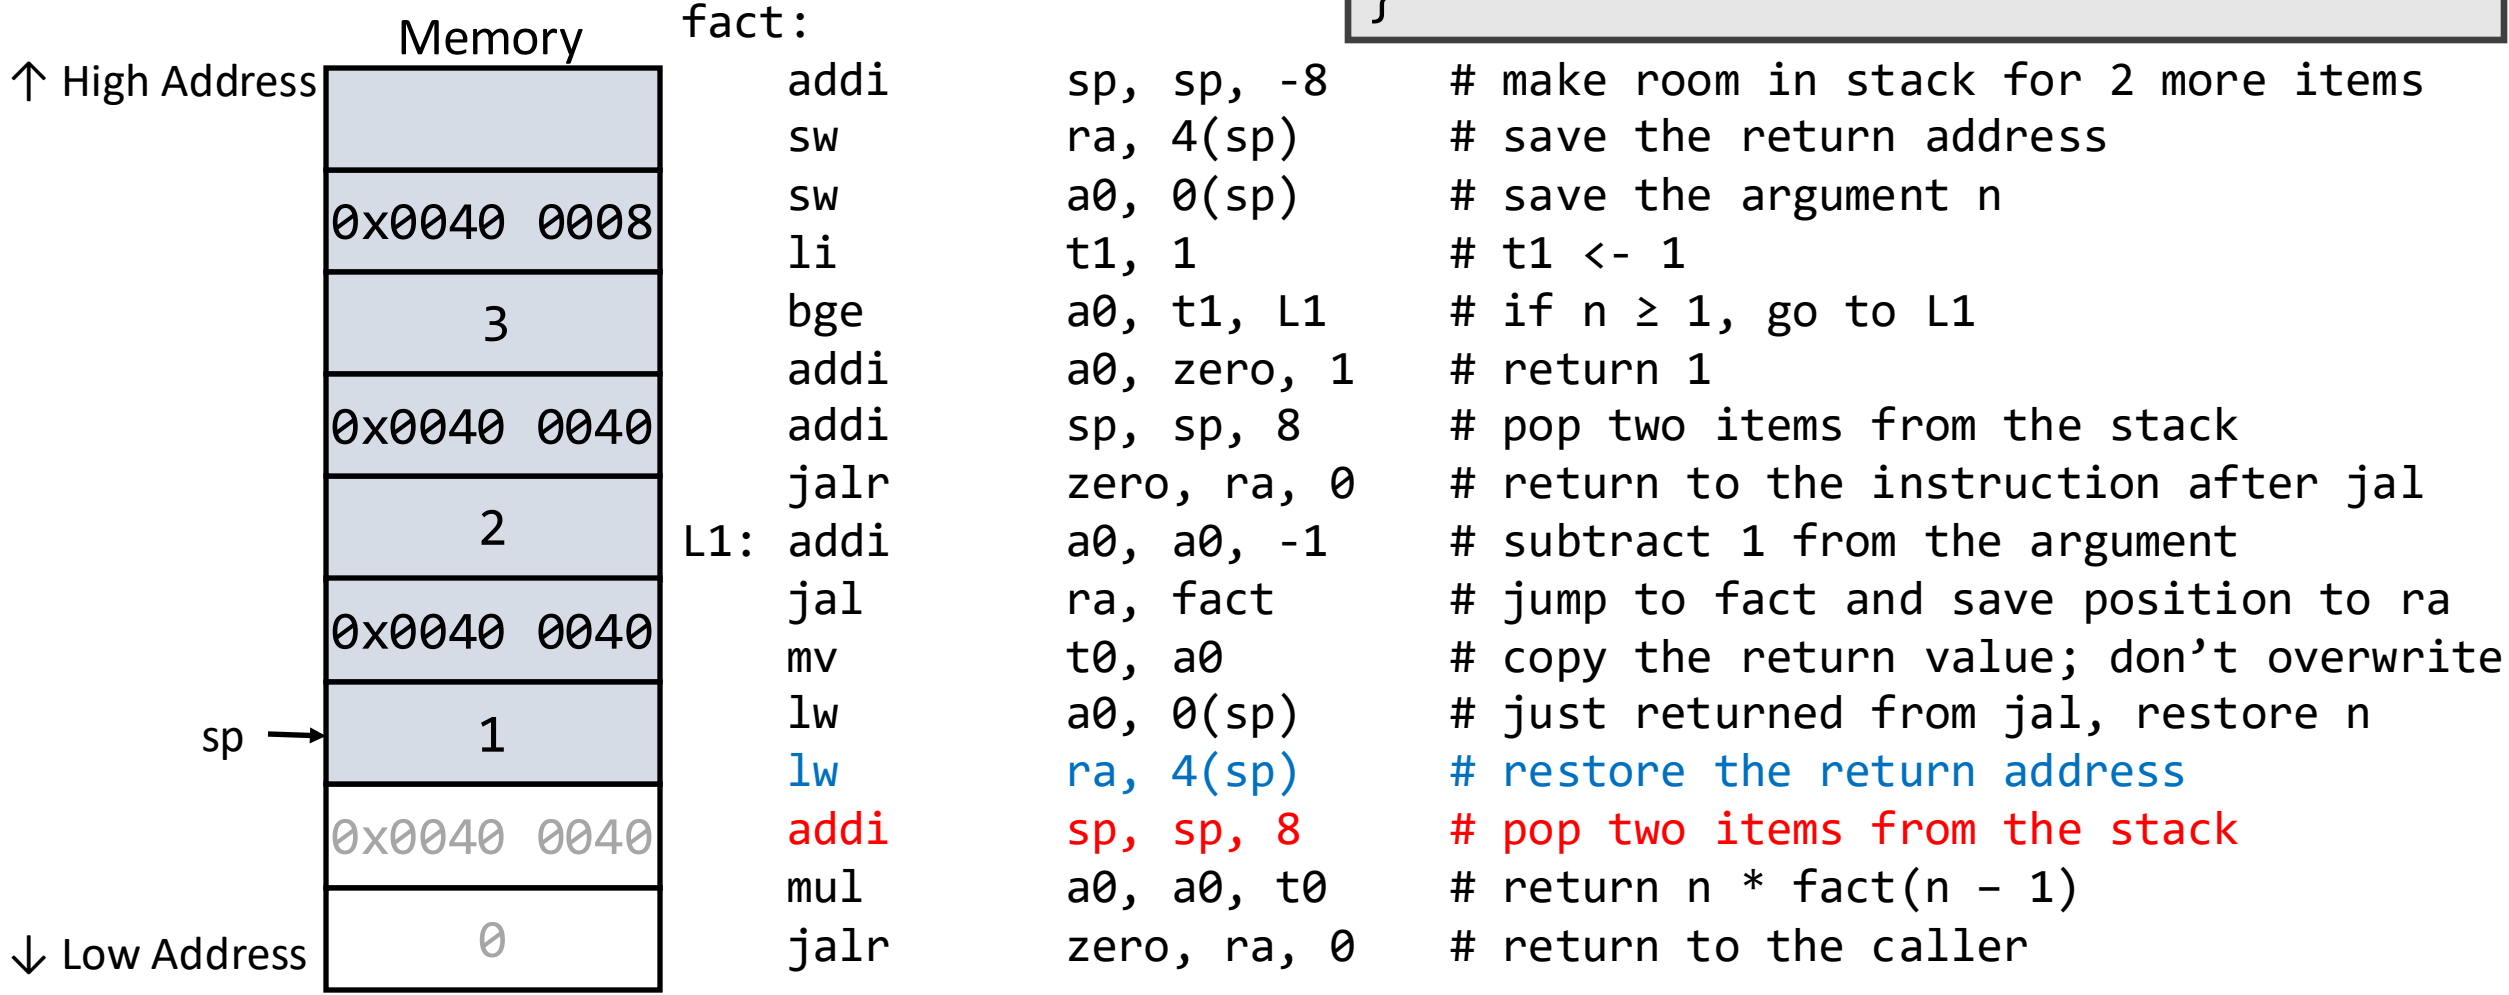 }
fact:
Memory
↑ High Address
0x0040 0008
3
0x0040 0040
2
0x0040 0040
sp
1
0x0040 0040
0
↓ Low Address
addi sp, sp, -8 # make room in stack for 2 more items
sw ra, 4(sp) # save the return address
sw a0, 0(sp) # save the argument n
li t1, 1 # t1 <- 1
bge a0, t1, L1 # if n ≥ 1, go to L1
addi a0, zero, 1 # return 1
addi sp, sp, 8 # pop two items from the stack
jalr zero, ra, 0 # return to the instruction after jal
L1: addi a0, a0, -1 # subtract 1 from the argument
jal ra, fact # jump to fact and save position to ra
mv t0, a0 # copy the return value; don’t overwrite
lw a0, 0(sp) # just returned from jal, restore n
lw ra, 4(sp) # restore the return address
addi sp, sp, 8 # pop two items from the stack
mul a0, a0, t0 # return n * fact(n – 1)
jalr zero, ra, 0 # return to the caller